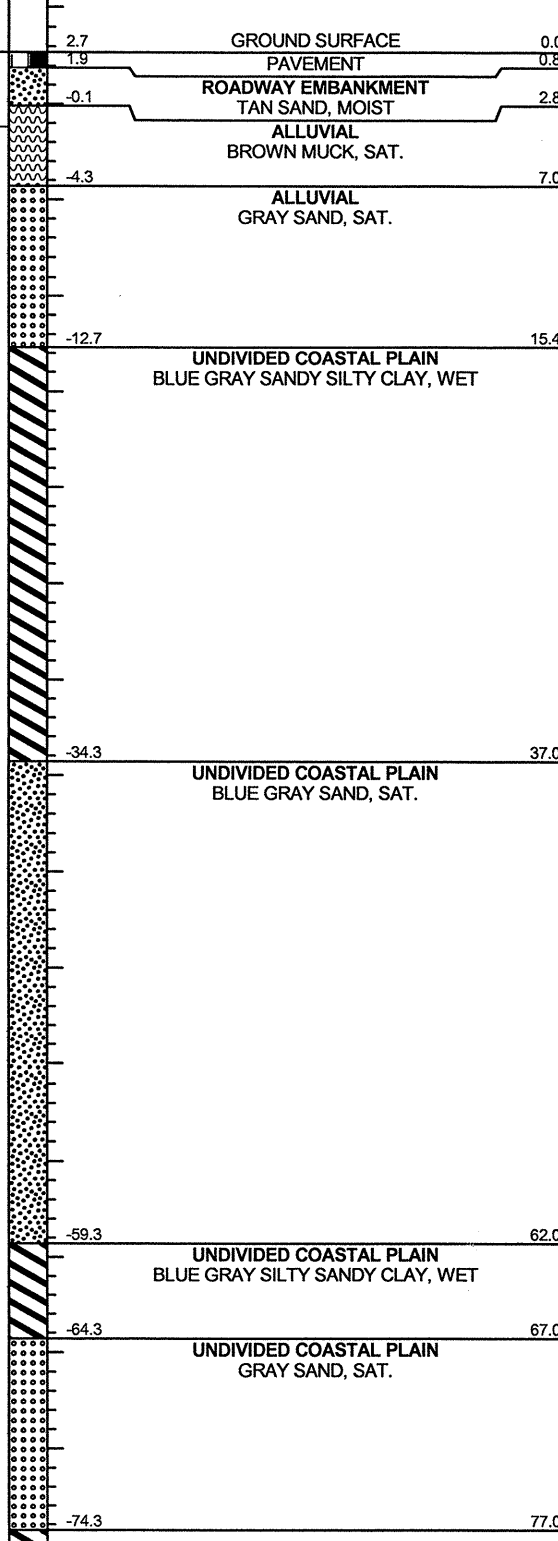 2.7 GROUND SURFACE 0.0
1.9 PAVEMENT 0.8
ROADWAY EMBANKMENT
-0.1 TAN SAND, MOIST 2.8
ALLUVIAL
BROWN MUCK, SAT.
-4.3 7.0
ALLUVIAL
GRAY SAND, SAT.
-12.7 15.4
UNDIVIDED COASTAL PLAIN
BLUE GRAY SANDY SILTY CLAY, WET
-34.3 37.0
UNDIVIDED COASTAL PLAIN
BLUE GRAY SAND, SAT.
-59.3 62.0
UNDIVIDED COASTAL PLAIN
BLUE GRAY SILTY SANDY CLAY, WET
-64.3 67.0
UNDIVIDED COASTAL PLAIN
GRAY SAND, SAT.
-74.3 77.0